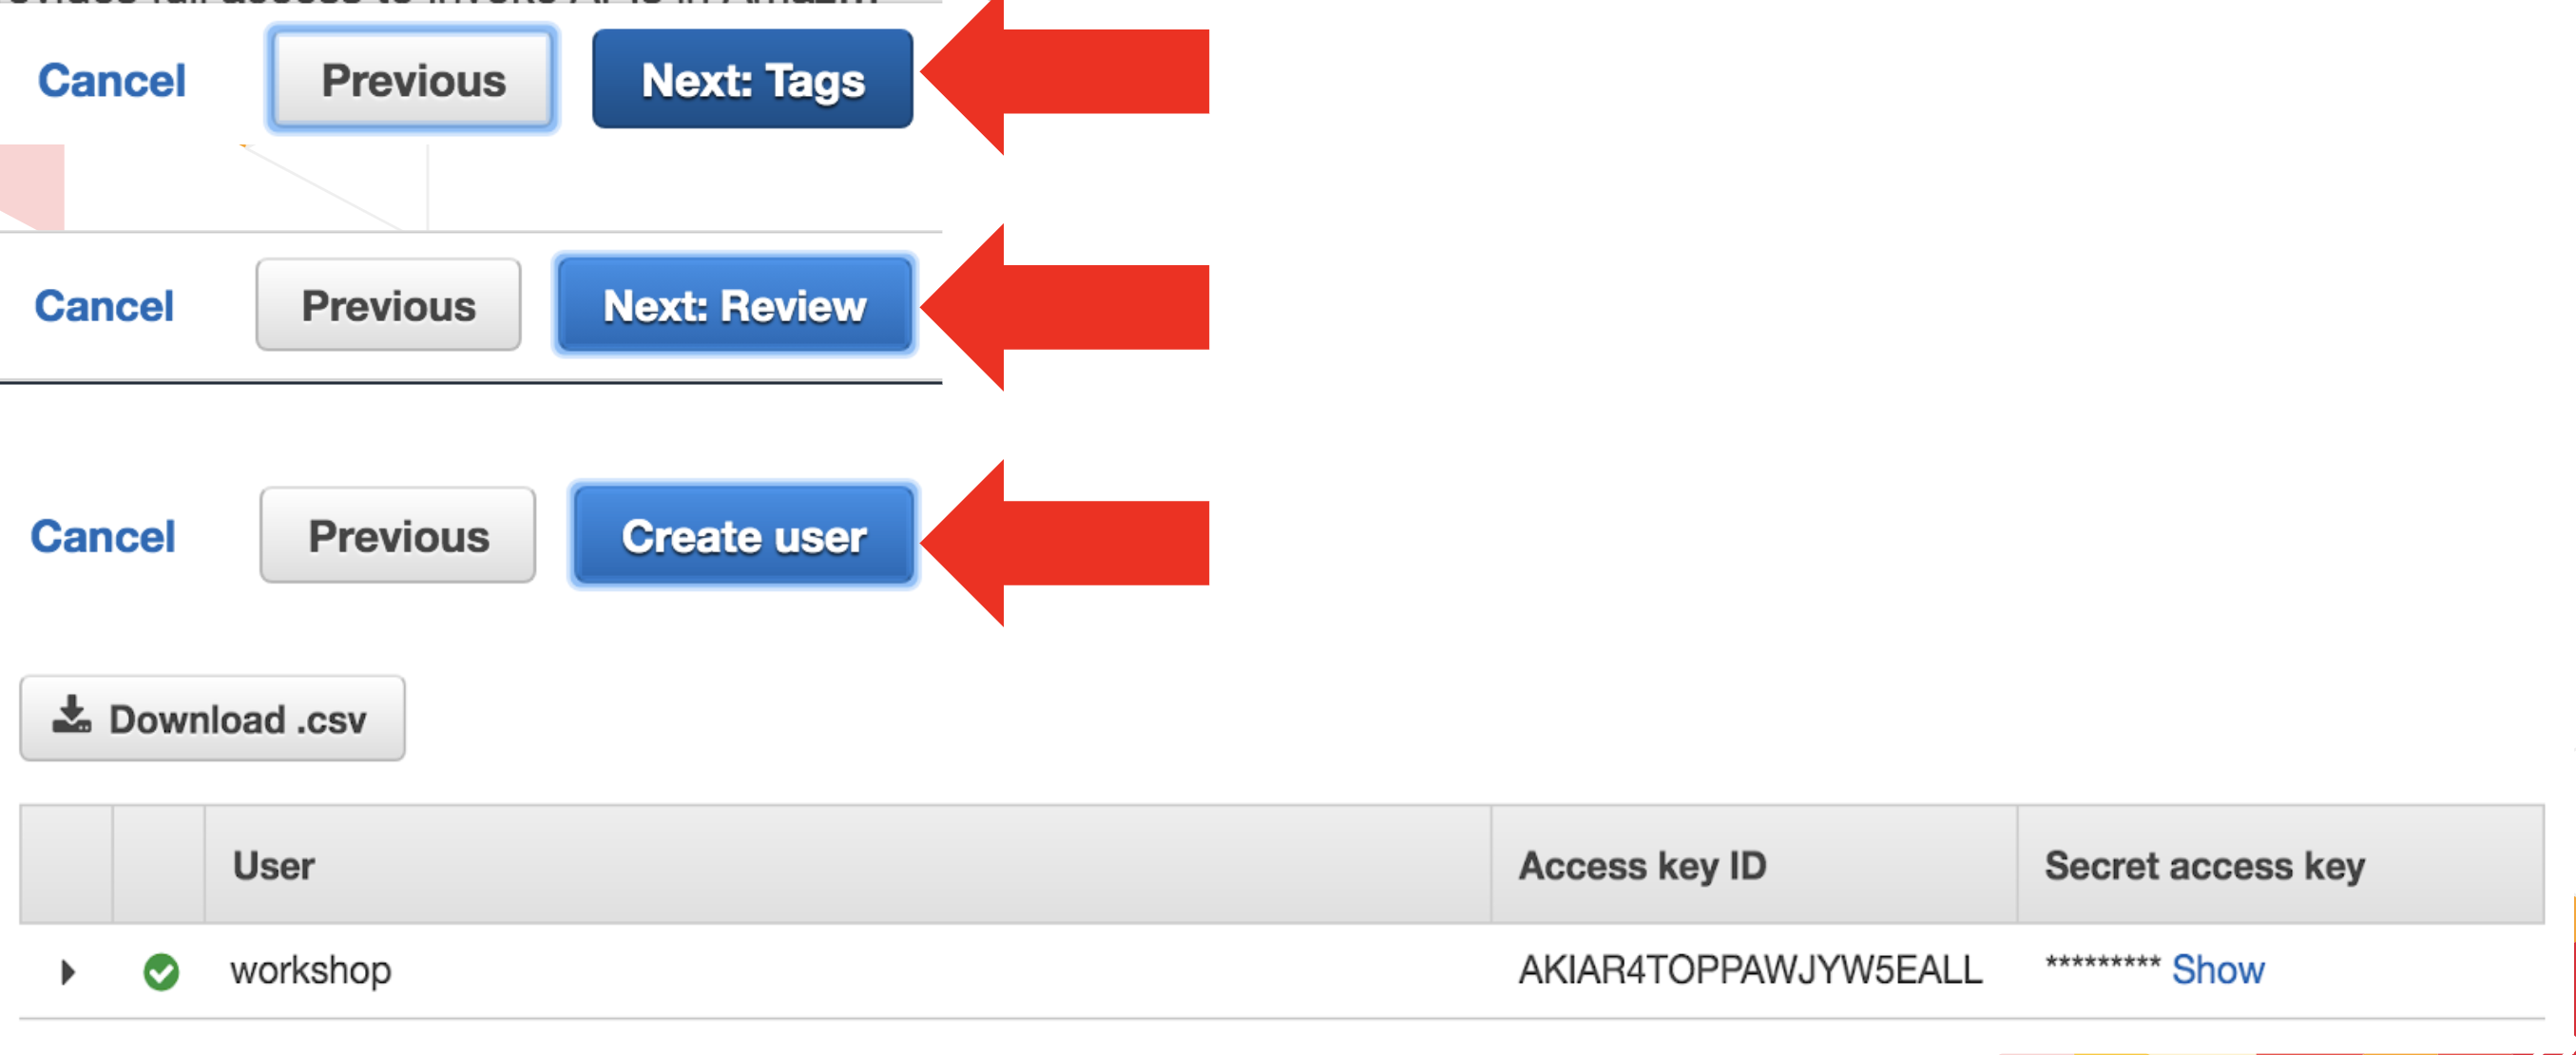 Cancel Previous Next: Tags
Cancel Previous Next: Review
Cancel Previous Create user
Download .csv
User Access key ID Secret access key
workshop AKIAR4TOPPAWJYW5EALL ********* Show